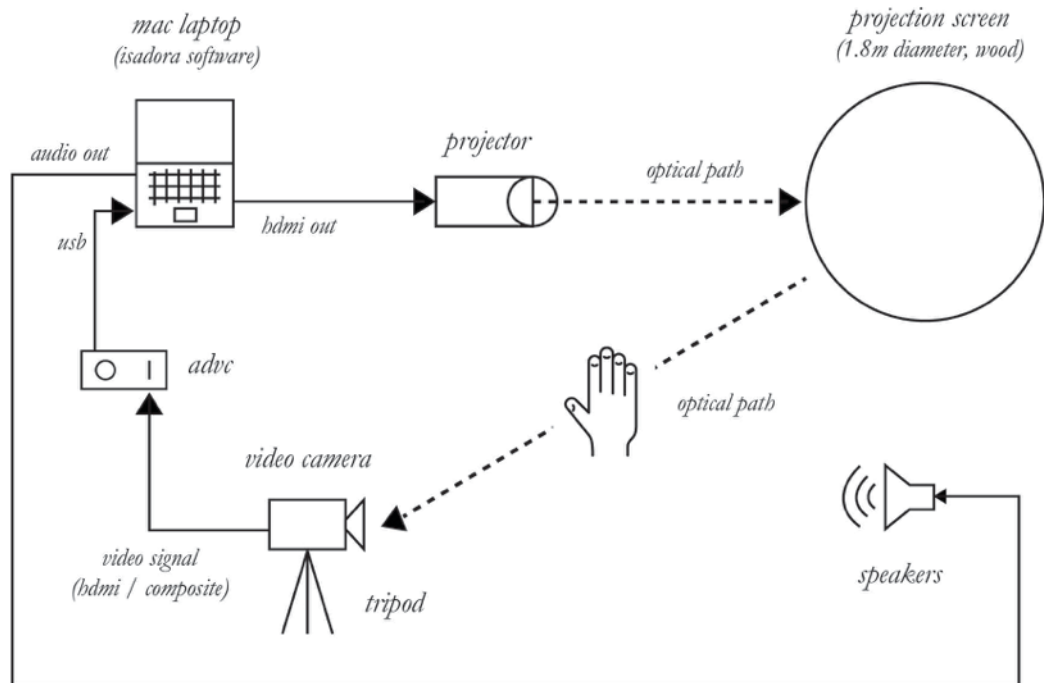 mac laptop
(isadora software)
projection screen
(1.8m diameter, wood)
audio out
projector
optical path
hdmi out
usb
advc
optical path
video camera
video signal
(hdmi / composite)
tripod
speakers